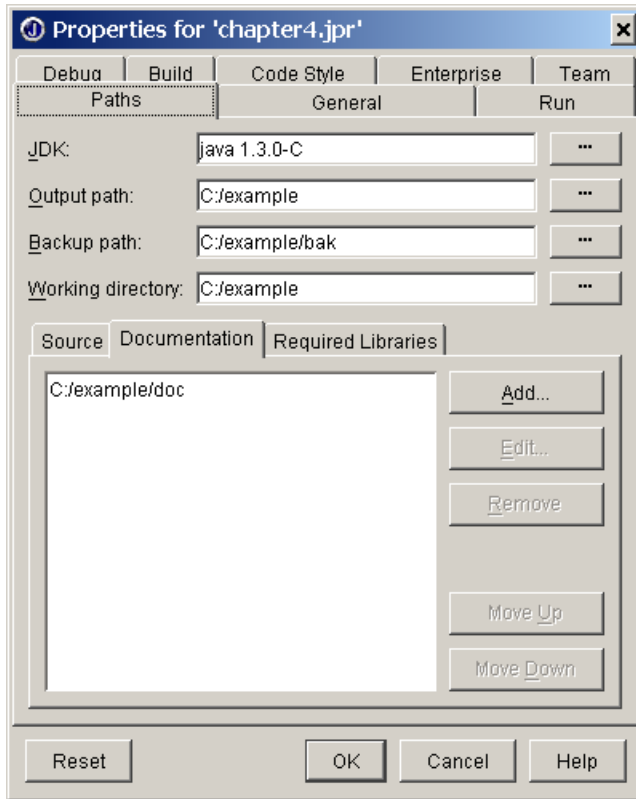 Properties for 'chapter4.jpr'
Debug Build Code Style Enterprise Team
Paths General Run
JDK: java 1.3.0-C ...
Output path: C:/example ...
Backup path: C:/example/bak ...
Working directory: C:/example ...
Source Documentation Required Libraries
C:/example/doc
Add...
Edit...
Remove
Move Up
Move Down
Reset OK Cancel Help